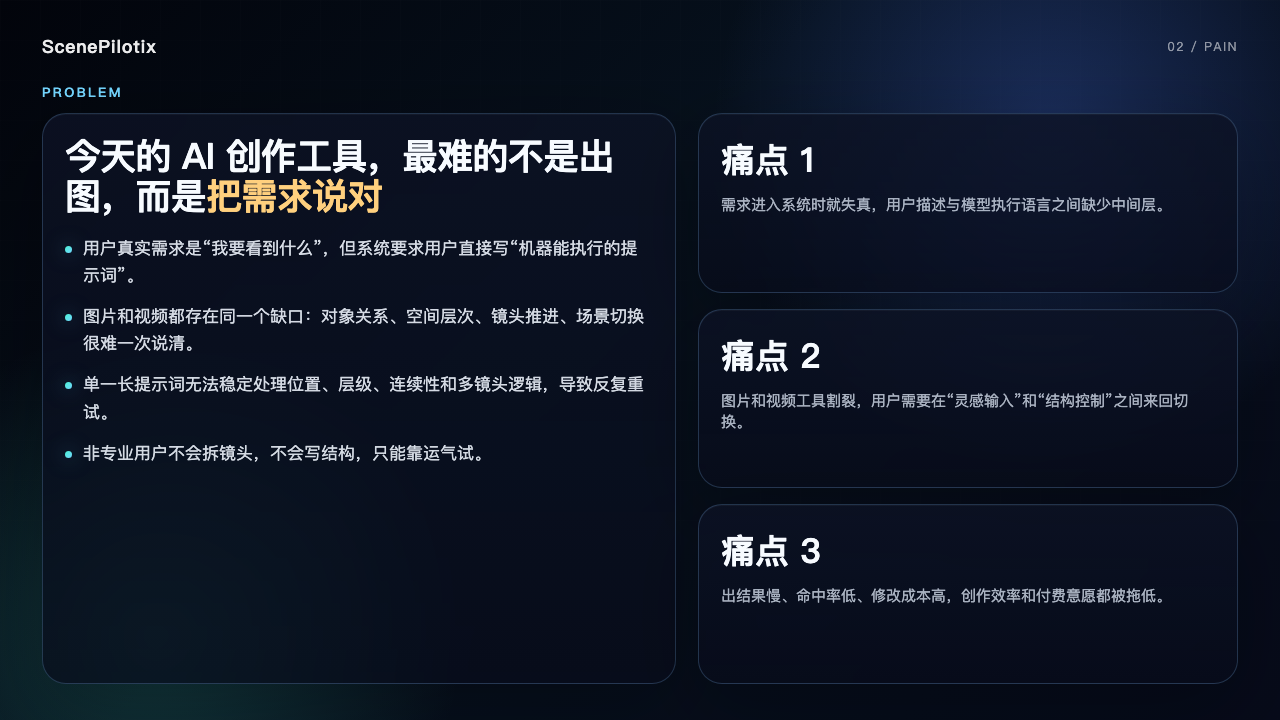 ScenePilotix
02 / PAIN
PROBLEM
今天的 AI 创作工具，最难的不是出
图，而是把需求说对
用户真实需求是“我要看到什么”，但系统要求用户直接写“机器能执行的提
示词”。
图片和视频都存在同一个缺口：对象关系、空间层次、镜头推进、场景切换
很难一次说清。
单一长提示词无法稳定处理位置、层级、连续性和多镜头逻辑，导致反复重
试。
非专业用户不会拆镜头，不会写结构，只能靠运气试。
痛点 1
需求进入系统时就失真，用户描述与模型执行语言之间缺少中间层。
痛点 2
图片和视频工具割裂，用户需要在“灵感输入”和“结构控制”之间来回切
换。
痛点 3
出结果慢、命中率低、修改成本高，创作效率和付费意愿都被拖低。